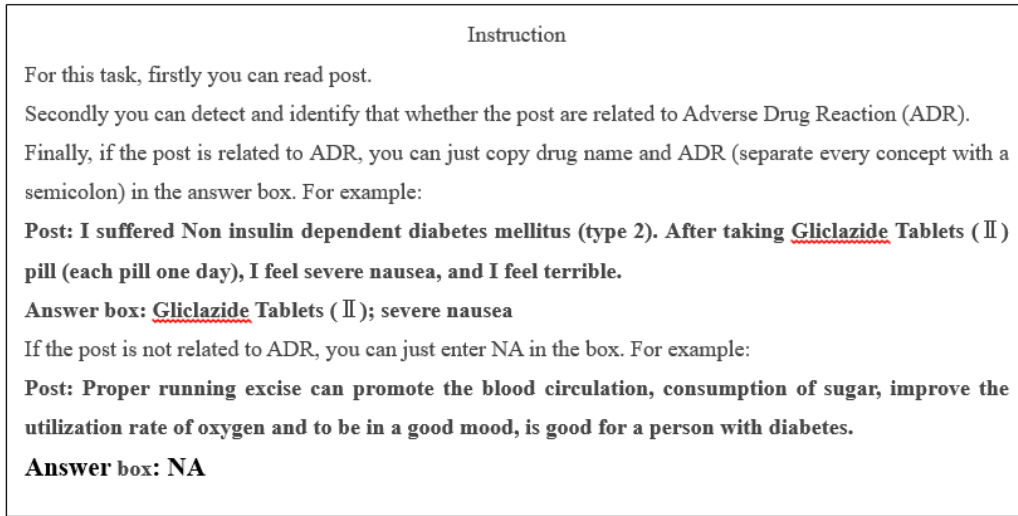 Instruction
For this task, firstly you can read post.
Secondly you can detect and identify that whether the post are related to Adverse Drug Reaction (ADR).
Finally, if the post is related to ADR, you can just copy drug name and ADR (separate every concept with a
semicolon) in the answer box. For example:
Post: I suffered Non insulin dependent diabetes mellitus (type 2). After taking Gliclazide Tablets (Ⅱ)
pill (each pill one day), I feel severe nausea, and I feel terrible.
Answer box: Gliclazide Tablets (Ⅱ); severe nausea
If the post is not related to ADR, you can just enter NA in the box. For example:
Post: Proper running excise can promote the blood circulation, consumption of sugar, improve the
utilization rate of oxygen and to be in a good mood, is good for a person with diabetes.
Answer box: NA